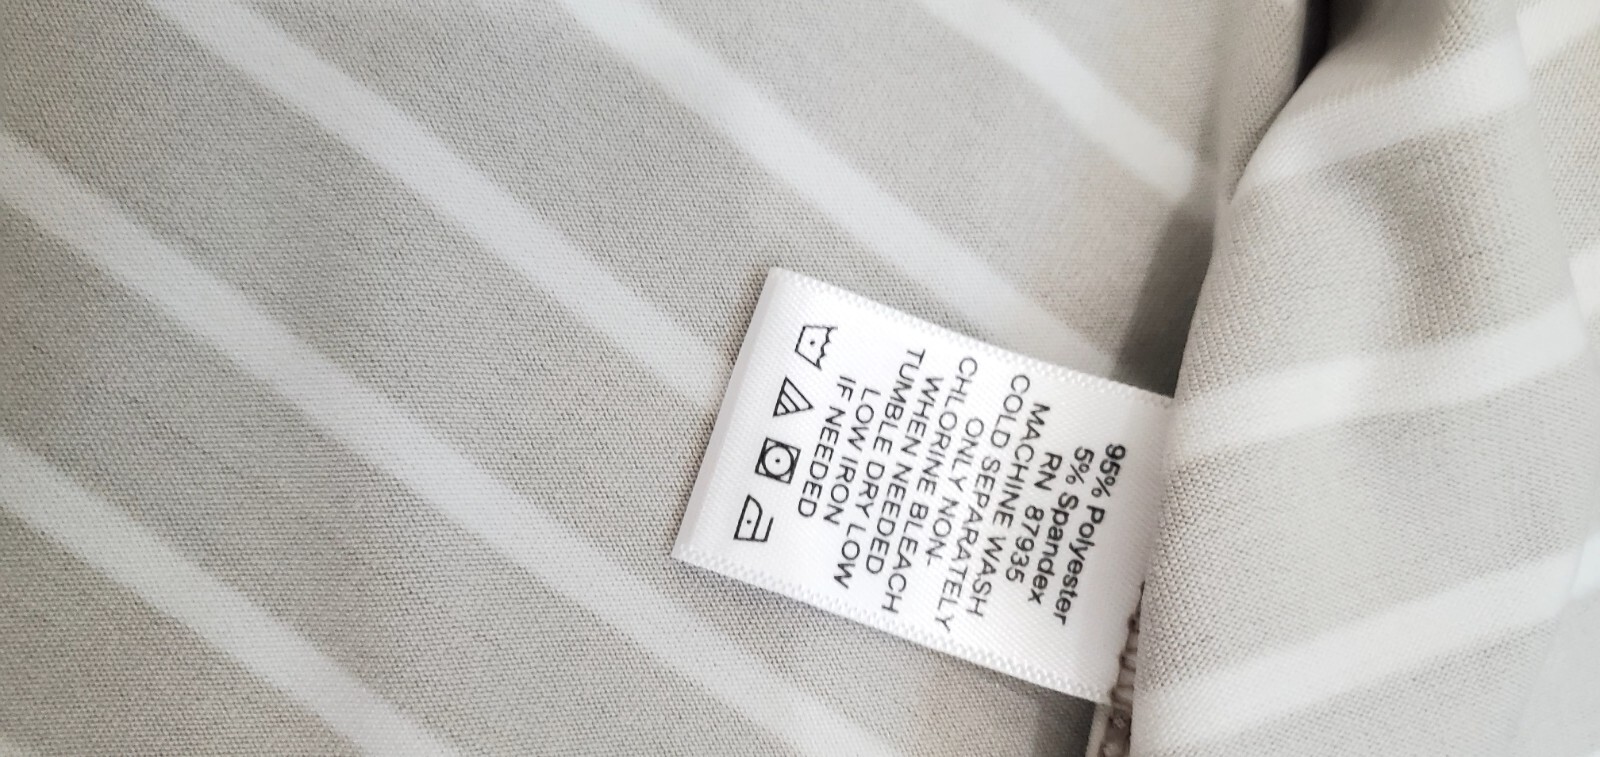 95% Polyester
5% Spandex
RN 87935
MACHINE WASH
COLD SEPARATELY
ONLY NON-
CHLORINE BLEACH
WHEN NEEDED
TUMBLE DRY LOW
LOW IRON
IF NEEDED